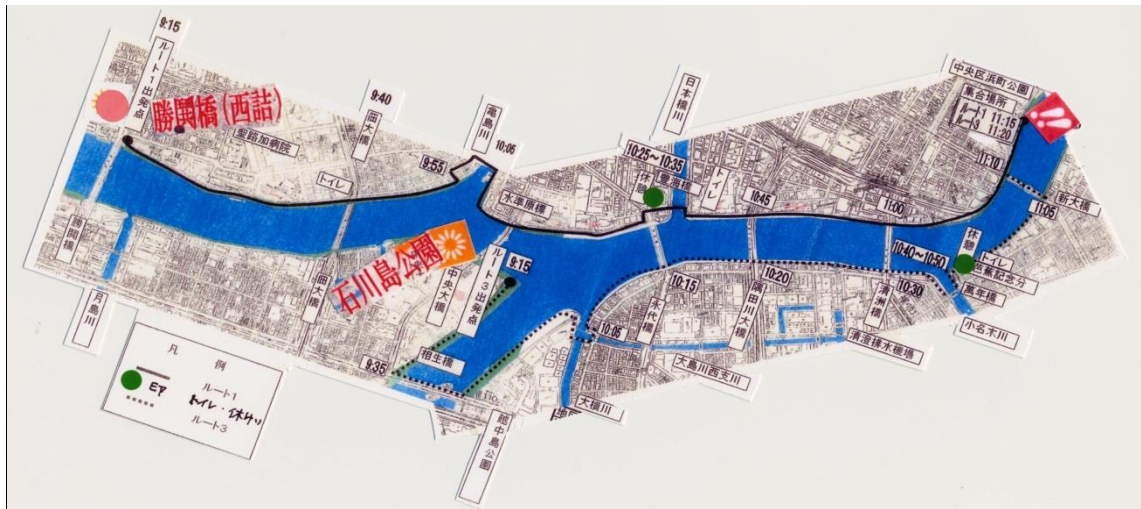 9:15
ルート1出発点
勝鬨橋(西詰)
聖路加病院
9:40
佃大橋
トイレ
亀島川
10:05
9:55
水準原標
日本橋川
10:25～10:35
休憩
豊海橋
トイレ
10:45
11:00
11:10
中央区浜町公園
集合場所
ルート1 11:15
ルート3 11:20
新大橋
11:05
休憩
トイレ
芭蕉記念分
萬年橋
小名木川
10:40～10:50
10:30
清洲橋
清澄排水機場
10:20
隅田川大橋
10:15
永代橋
大島川西支川
10:05
大横川
石川島公園
中央大橋
ルート3出発点
9:15
相生橋
9:35
越中島公園
佃大橋
勝鬨橋
月島川
凡 例
ルート1
トイレ・休けい
ルート3